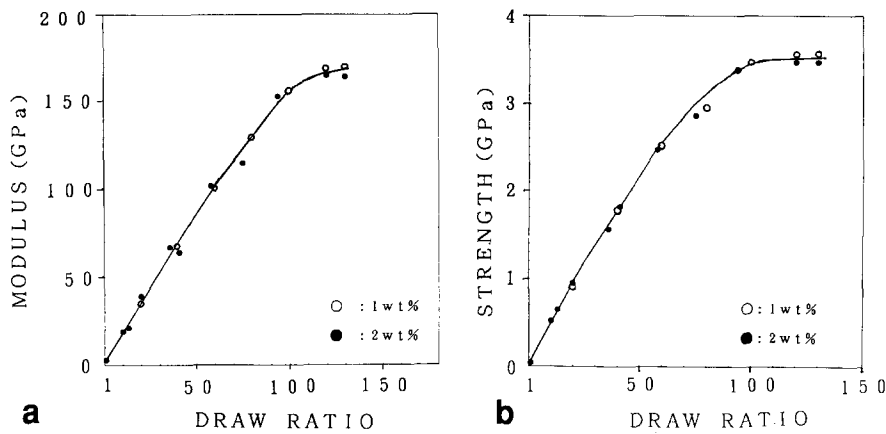 MODULUS (GPa)
200
150
100
50
0
1 50 100 150
DRAW RATIO
○ : 1wt%
● : 2wt%
a
STRENGTH (GPa)
4
3
2
1
0
1 50 100 150
DRAW RATIO
○ : 1wt%
● : 2wt%
b